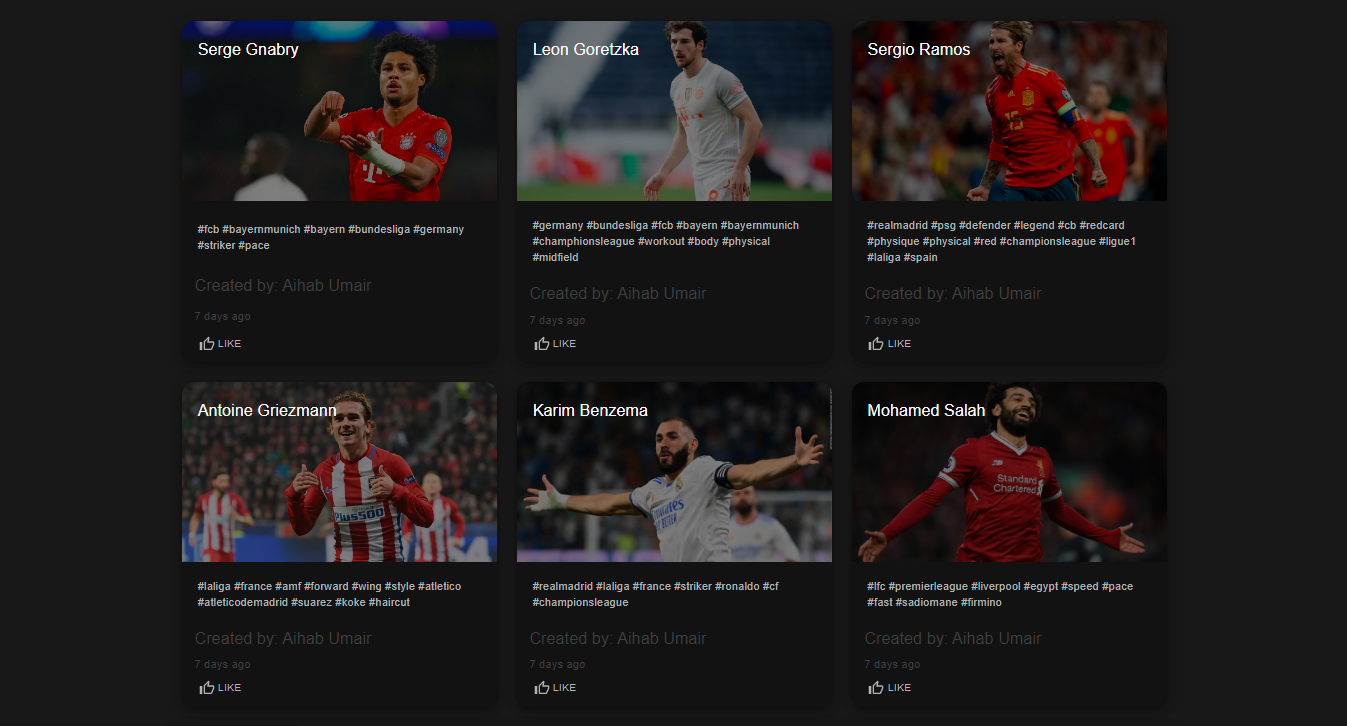 Serge Gnabry
#fcb #bayernmunich #bayern #bundesliga #germany
#striker #pace
Created by: Aihab Umair
7 days ago
LIKE
Leon Goretzka
#germany #bundesliga #fcb #bayern #bayernmunich
#champhionsleague #workout #body #physical
#midfield
Created by: Aihab Umair
7 days ago
LIKE
Sergio Ramos
15
#realmadrid #psg #defender #legend #cb #redcard
#physique #physical #red #championsleague #ligue1
#laliga #spain
Created by: Aihab Umair
7 days ago
LIKE
Antoine Griezmann
Plus500
#laliga #france #amf #forward #wing #style #atletico
#atleticodemadrid #suarez #koke #haircut
Created by: Aihab Umair
7 days ago
LIKE
Karim Benzema
#realmadrid #laliga #france #striker #ronaldo #cf
#championsleague
Created by: Aihab Umair
7 days ago
LIKE
Mohamed Salah
Standard
Chartered
#lfc #premierleague #liverpool #egypt #speed #pace
#fast #sadiomane #firmino
Created by: Aihab Umair
7 days ago
LIKE